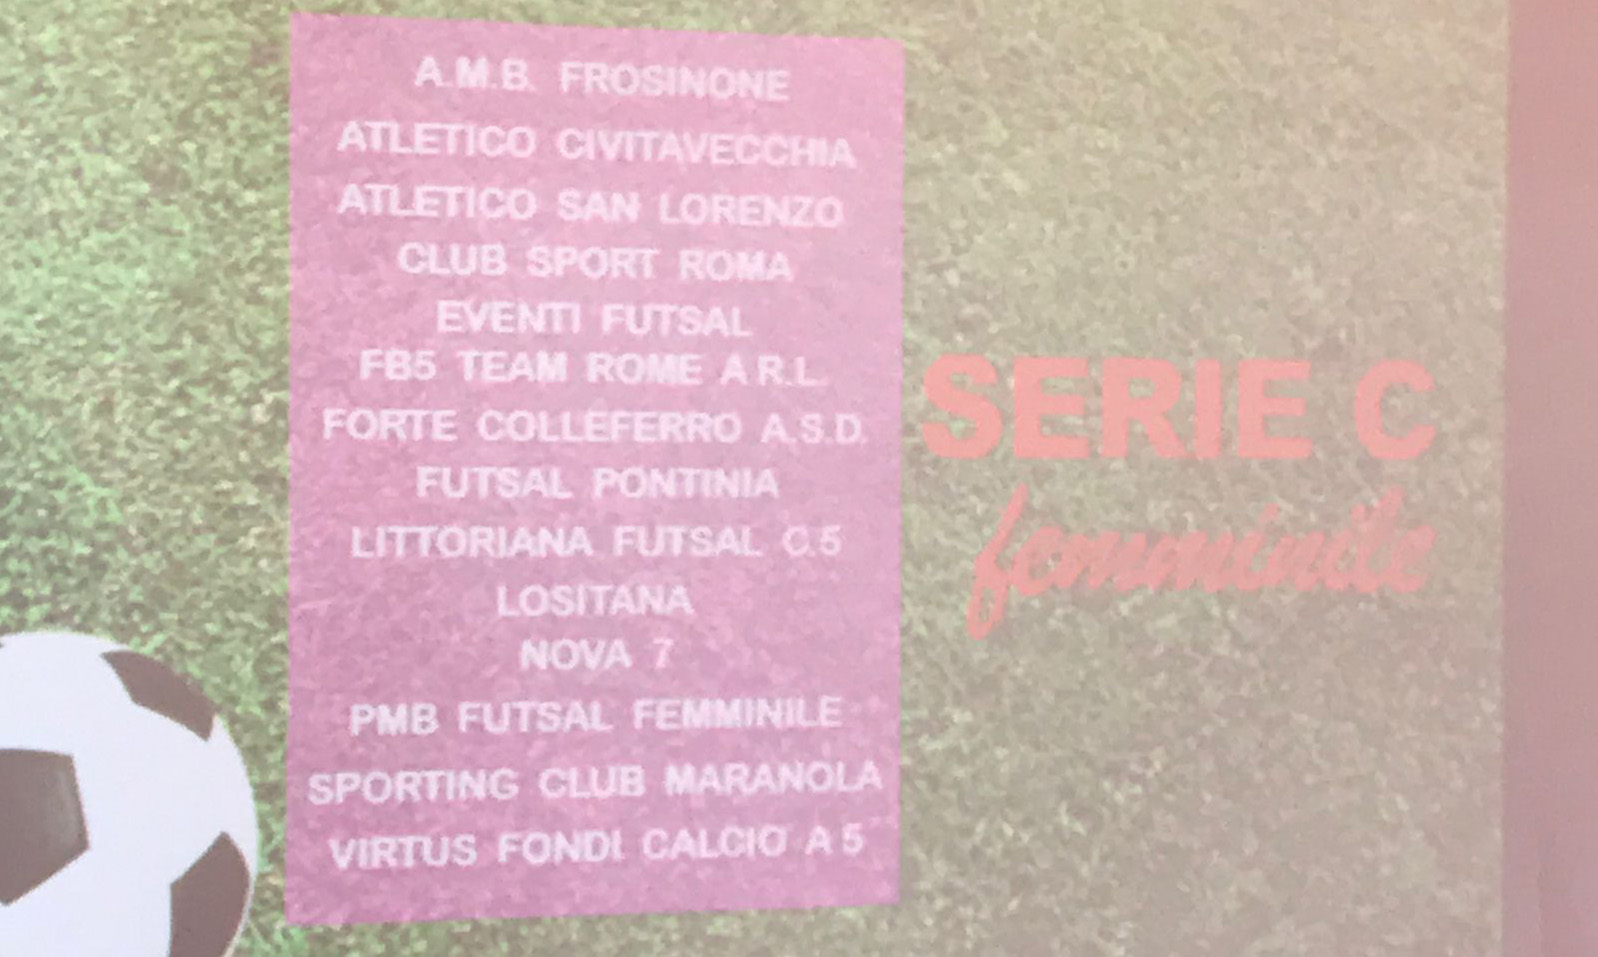 A.M.B. FROSINONE
ATLETICO CIVITAVECCHIA
ATLETICO SAN LORENZO
CLUB SPORT ROMA
EVENTI FUTSAL
FB5 TEAM ROME A R.L.
FORTE COLLEFERRO A.S.D.
FUTSAL PONTINIA
LITTORIANA FUTSAL C.5
LOSITANA
NOVA 7
PMB FUTSAL FEMMINILE
SPORTING CLUB MARANOLA
VIRTUS FONDI CALCIO A 5
SERIE C
femminile